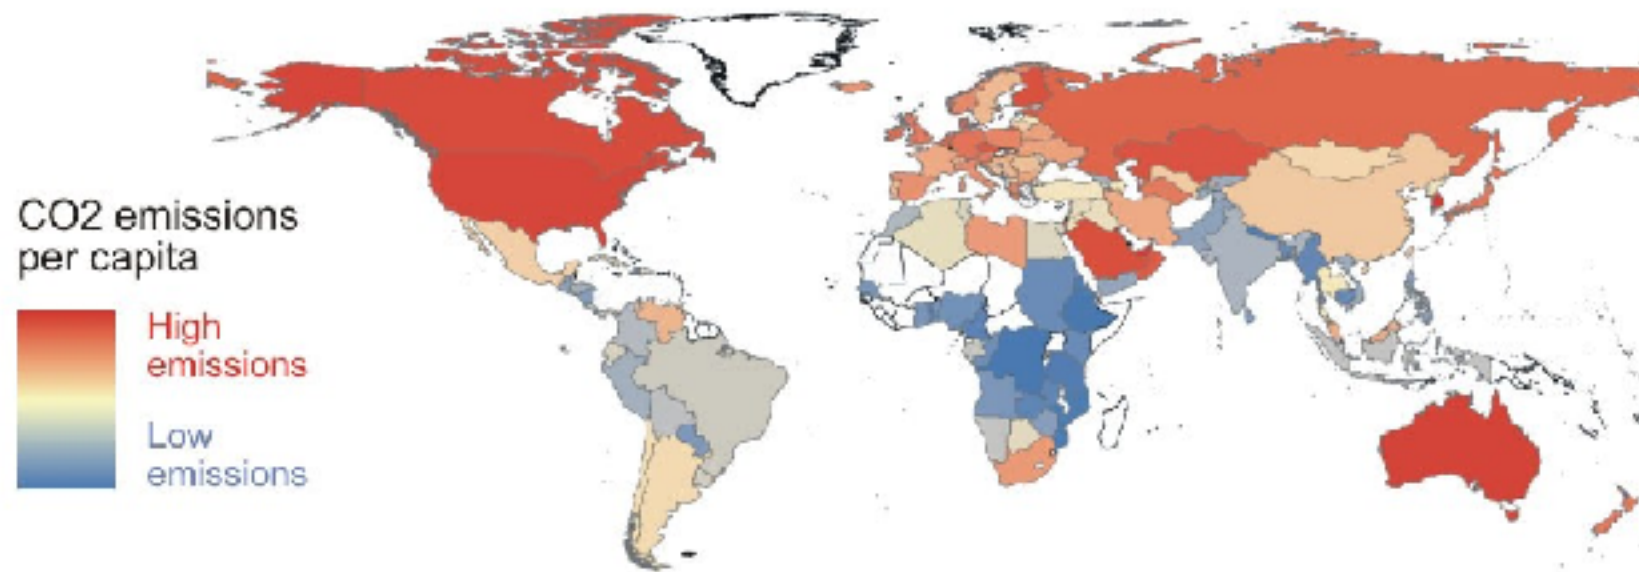 CO2 emissions
per capita
High
emissions
Low
emissions